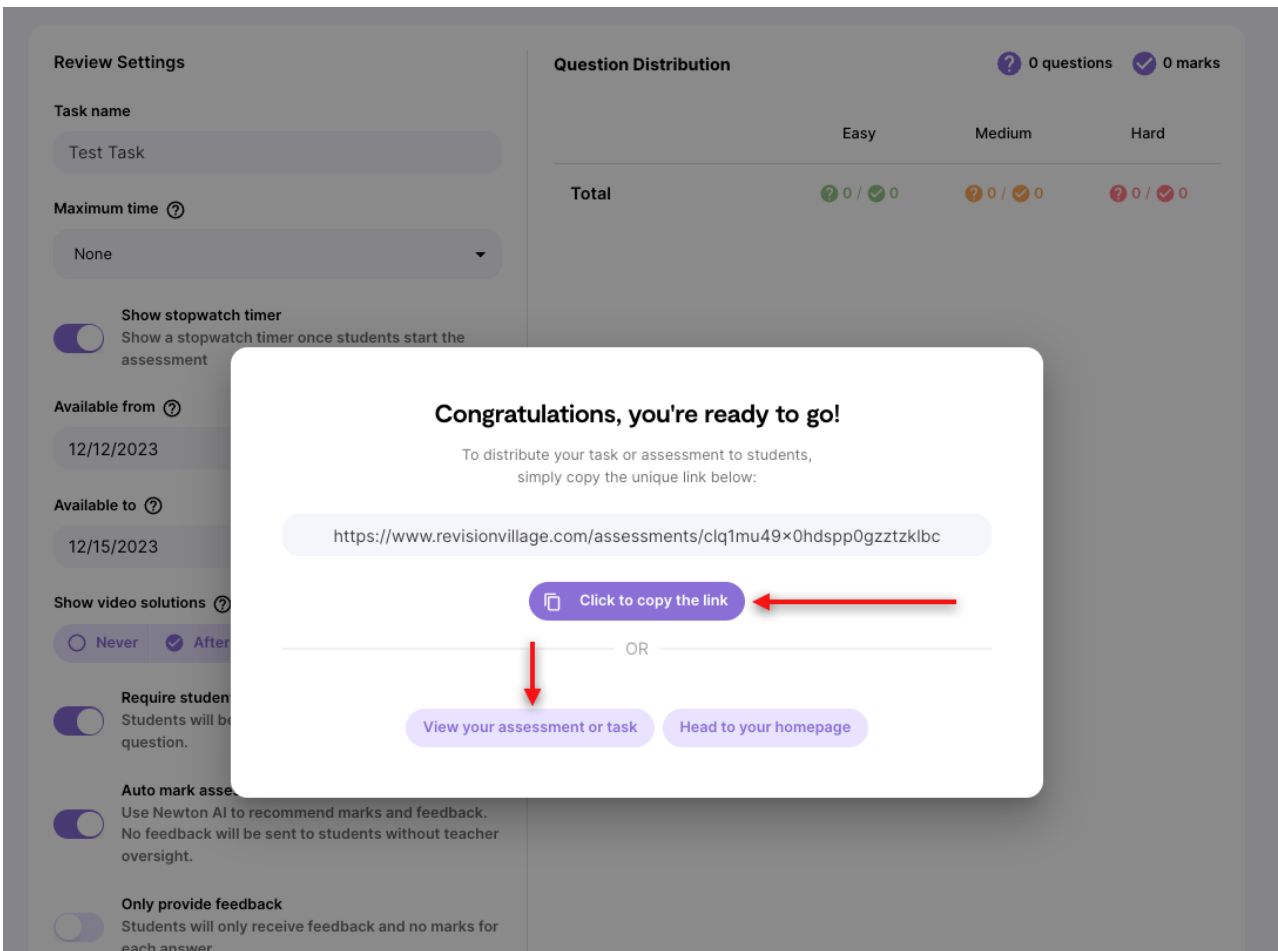 Review Settings
Task name
Test Task
Maximum time
None
Show stopwatch timer
Show a stopwatch timer once students start the
assessment
Available from
12/12/2023
Available to
12/15/2023
Show video solutions
Never After
Require studen
Students will be
question.
Auto mark asse
Use Newton AI to recommend marks and feedback.
No feedback will be sent to students without teacher
oversight.
Only provide feedback
Students will only receive feedback and no marks for
each answer
Question Distribution 0 questions 0 marks
Easy Medium Hard
Total 0 / 0 0 / 0 0 / 0
Congratulations, you're ready to go!
To distribute your task or assessment to students,
simply copy the unique link below:
https://www.revisionvillage.com/assessments/clq1mu49×0hdspp0gzztzklbc
Click to copy the link
OR
View your assessment or task Head to your homepage